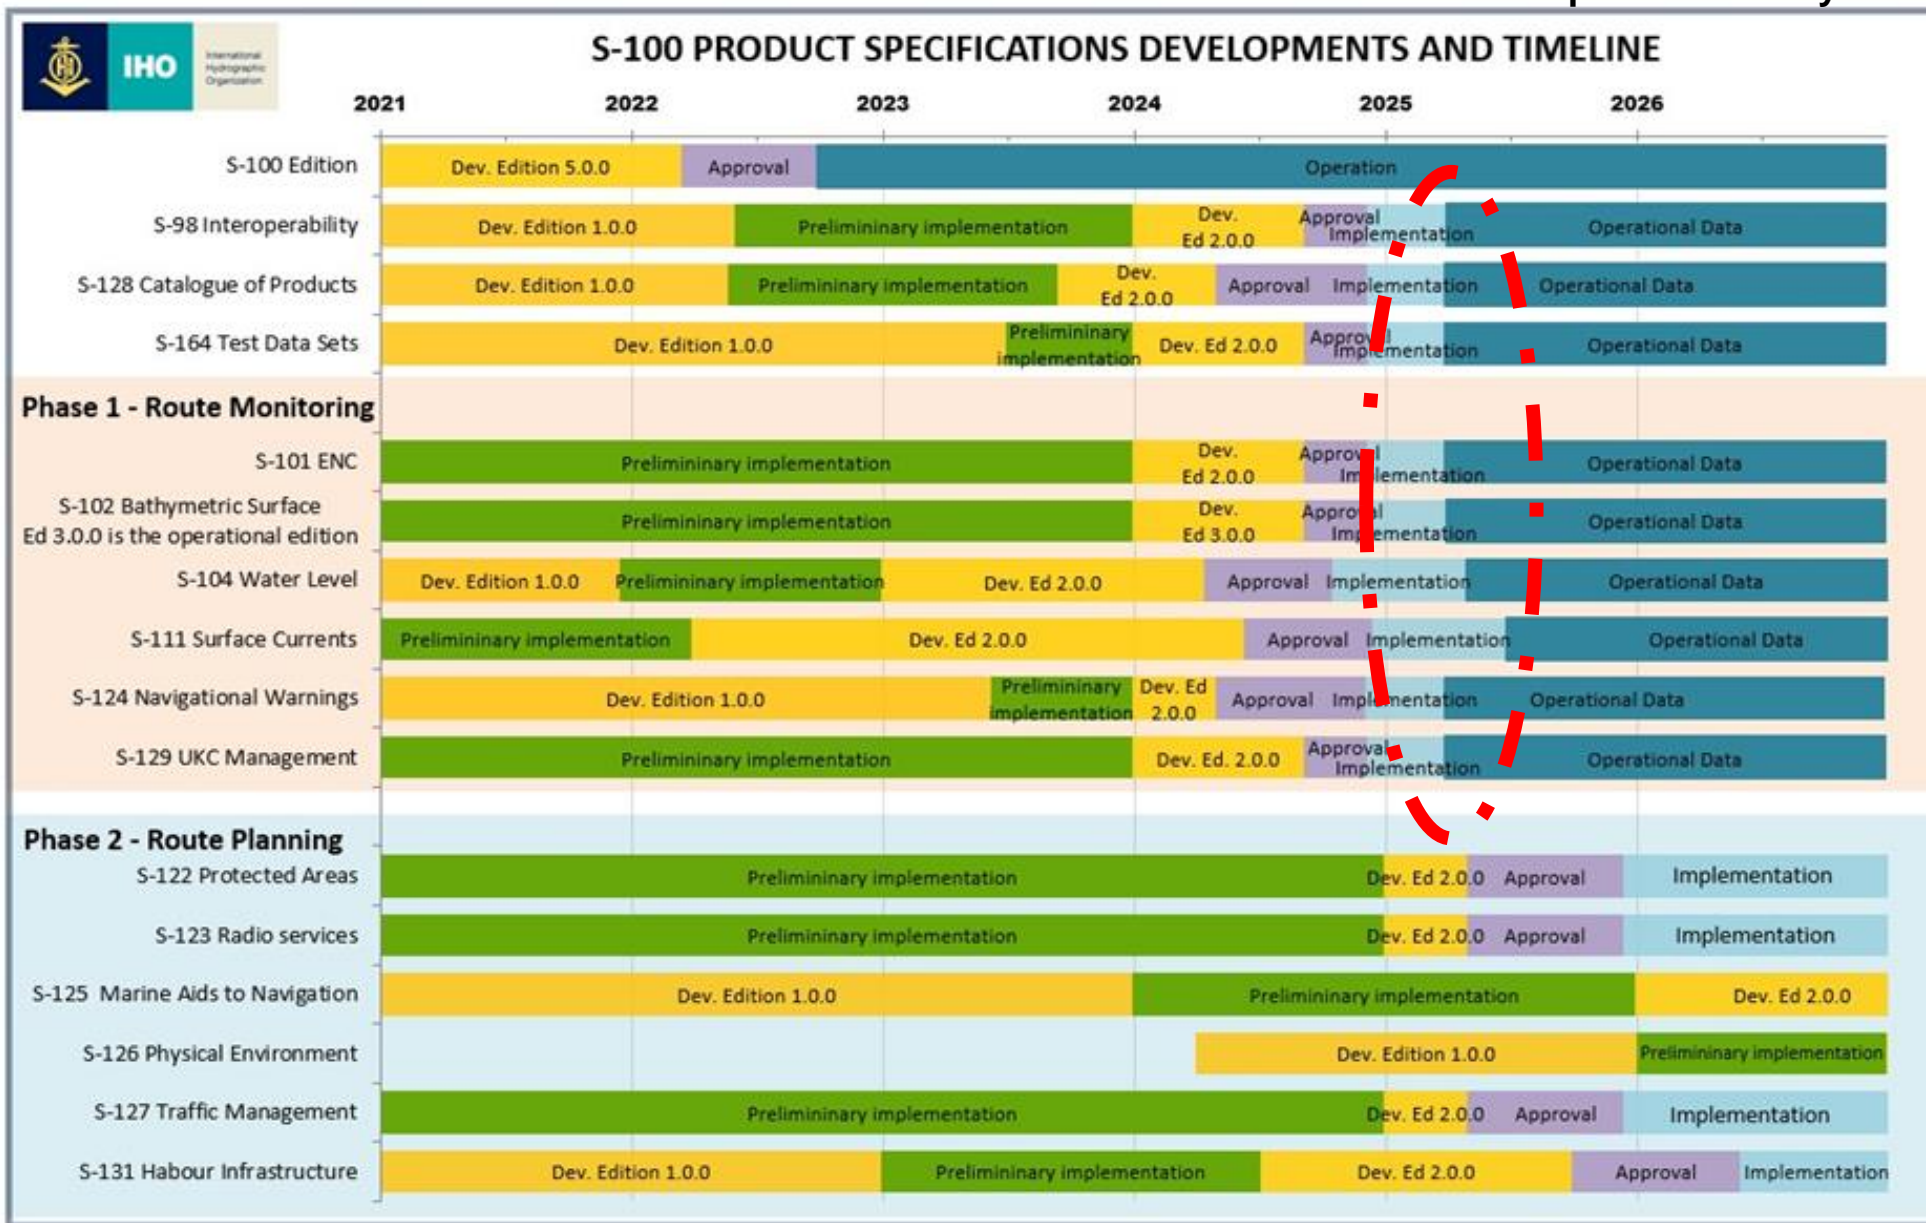 IHO
International
Hydrographic
Organization
S-100 PRODUCT SPECIFICATIONS DEVELOPMENTS AND TIMELINE
2021 2022 2023 2024 2025 2026
S-100 Edition Dev. Edition 5.0.0 Approval Operation
S-98 Interoperability Dev. Edition 1.0.0 Prelimininary implementation Dev. Ed 2.0.0 Approval Implementation Operational Data
S-128 Catalogue of Products Dev. Edition 1.0.0 Prelimininary implementation Dev. Ed 2.0.0 Approval Implementation Operational Data
S-164 Test Data Sets Dev. Edition 1.0.0 Prelimininary implementation Dev. Ed 2.0.0 Approval Implementation Operational Data
Phase 1 - Route Monitoring
S-101 ENC Prelimininary implementation Dev. Ed 2.0.0 Approval Implementation Operational Data
S-102 Bathymetric Surface
Ed 3.0.0 is the operational edition Prelimininary implementation Dev. Ed 3.0.0 Approval Implementation Operational Data
S-104 Water Level Dev. Edition 1.0.0 Prelimininary implementation Dev. Ed 2.0.0 Approval Implementation Operational Data
S-111 Surface Currents Prelimininary implementation Dev. Ed 2.0.0 Approval Implementation Operational Data
S-124 Navigational Warnings Dev. Edition 1.0.0 Prelimininary implementation Dev. Ed 2.0.0 Approval Implementation Operational Data
S-129 UKC Management Prelimininary implementation Dev. Ed. 2.0.0 Approval Implementation Operational Data
Phase 2 - Route Planning
S-122 Protected Areas Prelimininary implementation Dev. Ed 2.0.0 Approval Implementation
S-123 Radio services Prelimininary implementation Dev. Ed 2.0.0 Approval Implementation
S-125 Marine Aids to Navigation Dev. Edition 1.0.0 Prelimininary implementation Dev. Ed 2.0.0
S-126 Physical Environment Dev. Edition 1.0.0 Prelimininary implementation
S-127 Traffic Management Prelimininary implementation Dev. Ed 2.0.0 Approval Implementation
S-131 Habour Infrastructure Dev. Edition 1.0.0 Prelimininary implementation Dev. Ed 2.0.0 Approval Implementation